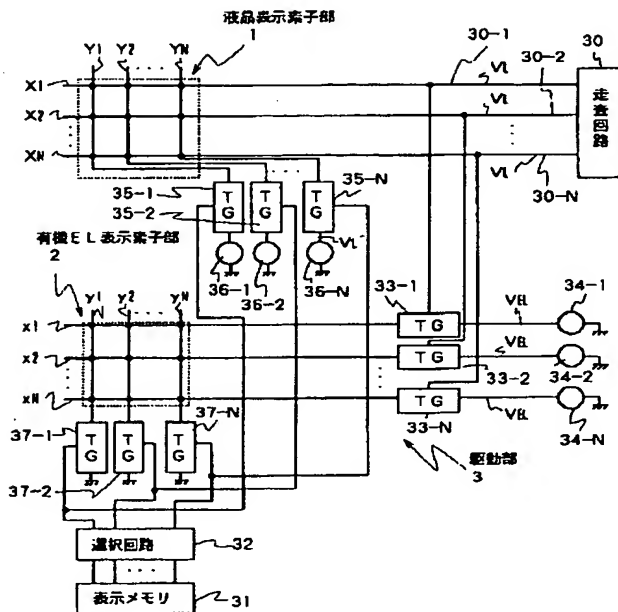 液晶表示素子部
1
Y1 Y2 ..... YN
X1
X2
XN
30-1
VL
30-2
VL
VL
30-N
30
走査回路
35-1
35-2
35-N
TG
TG
TG
36-1
36-2
36-N
VL
有機EL表示素子部
2
Y1 Y2 ..... YN
x1
x2
xN
33-1
TG
VEL
34-1
TG
33-2
VEL
34-2
TG
33-N
VEL
34-N
駆動部
3
37-1
37-2
37-N
TG
TG
TG
選択回路
32
表示メモリ
31